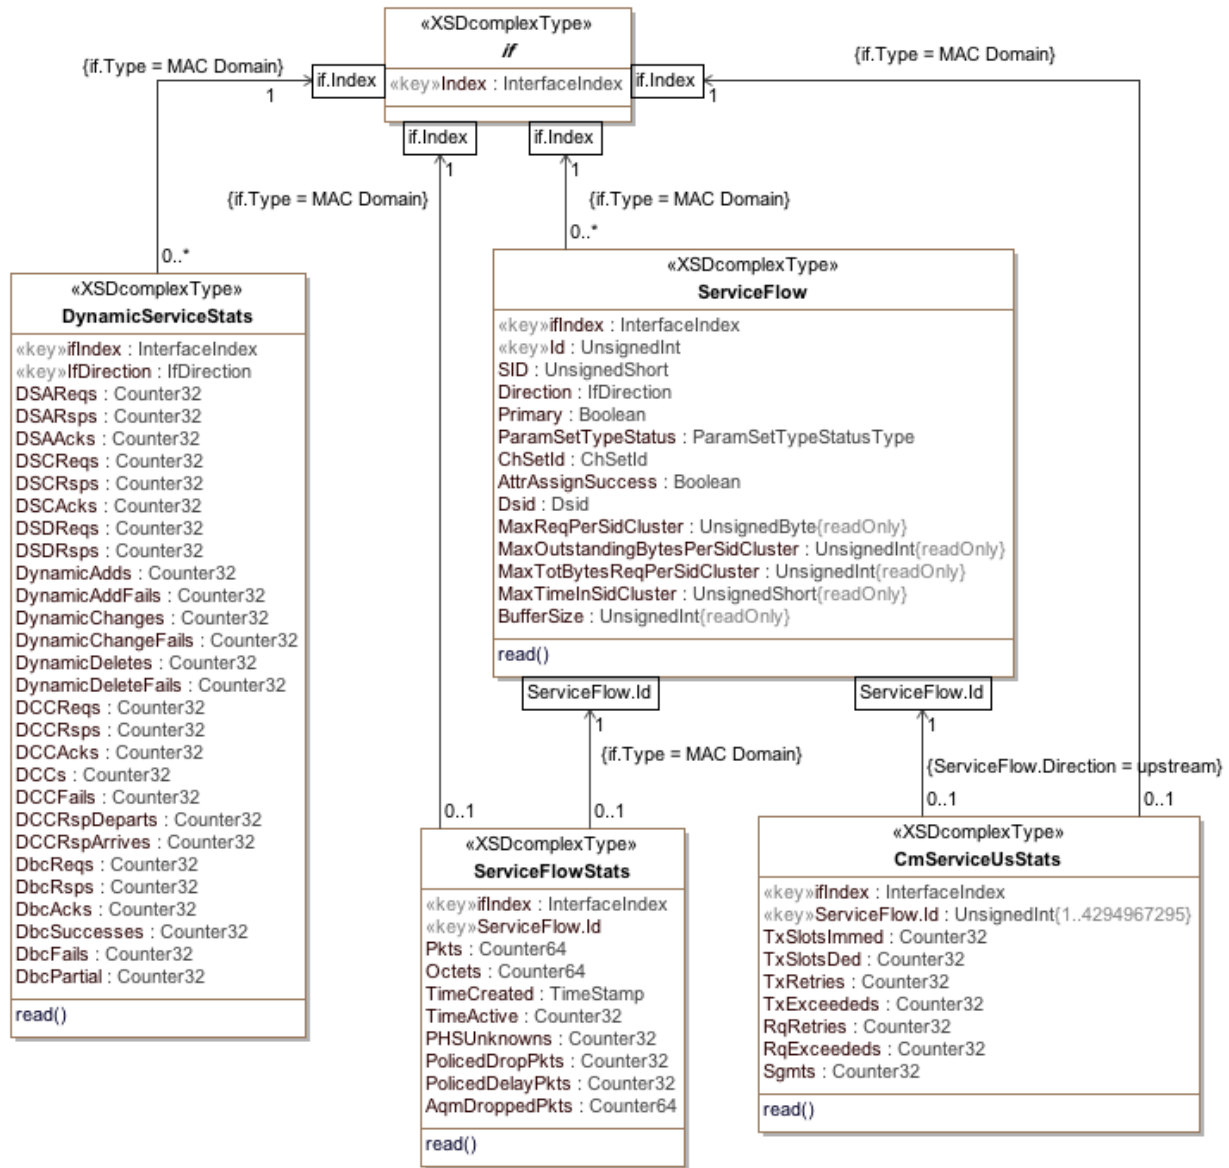 «XSDcomplexType»
if
«key»Index : InterfaceIndex
{if.Type = MAC Domain}
if.Index
1
if.Index
1
{if.Type = MAC Domain}
if.Index
1
{if.Type = MAC Domain}
if.Index
1
{if.Type = MAC Domain}
0..*
0..*
«XSDcomplexType»
DynamicServiceStats
«key»ifIndex : InterfaceIndex
«key»IfDirection : IfDirection
DSAReqs : Counter32
DSARsps : Counter32
DSAAcks : Counter32
DSCReqs : Counter32
DSCRsps : Counter32
DSCAcks : Counter32
DSDReqs : Counter32
DSDRsps : Counter32
DynamicAdds : Counter32
DynamicAddFails : Counter32
DynamicChanges : Counter32
DynamicChangeFails : Counter32
DynamicDeletes : Counter32
DynamicDeleteFails : Counter32
DCCReqs : Counter32
DCCRsps : Counter32
DCCAcks : Counter32
DCCs : Counter32
DCCFails : Counter32
DCCRspDeparts : Counter32
DCCRspArrives : Counter32
DbcReqs : Counter32
DbcRsps : Counter32
DbcAcks : Counter32
DbcSuccesses : Counter32
DbcFails : Counter32
DbcPartial : Counter32
read()
«XSDcomplexType»
ServiceFlow
«key»ifIndex : InterfaceIndex
«key»Id : UnsignedInt
SID : UnsignedShort
Direction : IfDirection
Primary : Boolean
ParamSetTypeStatus : ParamSetTypeStatusType
ChSetId : ChSetId
AttrAssignSuccess : Boolean
Dsid : Dsid
MaxReqPerSidCluster : UnsignedByte{readOnly}
MaxOutstandingBytesPerSidCluster : UnsignedInt{readOnly}
MaxTotBytesReqPerSidCluster : UnsignedInt{readOnly}
MaxTimeInSidCluster : UnsignedShort{readOnly}
BufferSize : UnsignedInt{readOnly}
read()
ServiceFlow.Id
1
{if.Type = MAC Domain}
ServiceFlow.Id
1
{ServiceFlow.Direction = upstream}
0..1
0..1
0..1
0..1
«XSDcomplexType»
ServiceFlowStats
«key»ifIndex : InterfaceIndex
«key»ServiceFlow.Id
Pkts : Counter64
Octets : Counter64
TimeCreated : TimeStamp
TimeActive : Counter32
PHSUnknowns : Counter32
PolicedDropPkts : Counter32
PolicedDelayPkts : Counter32
AqmDroppedPkts : Counter64
read()
«XSDcomplexType»
CmServiceUsStats
«key»ifIndex : InterfaceIndex
«key»ServiceFlow.Id : UnsignedInt{1..4294967295}
TxSlotsImmed : Counter32
TxSlotsDed : Counter32
TxRetries : Counter32
TxExceededs : Counter32
RqRetries : Counter32
RqExceededs : Counter32
Sgmts : Counter32
read()